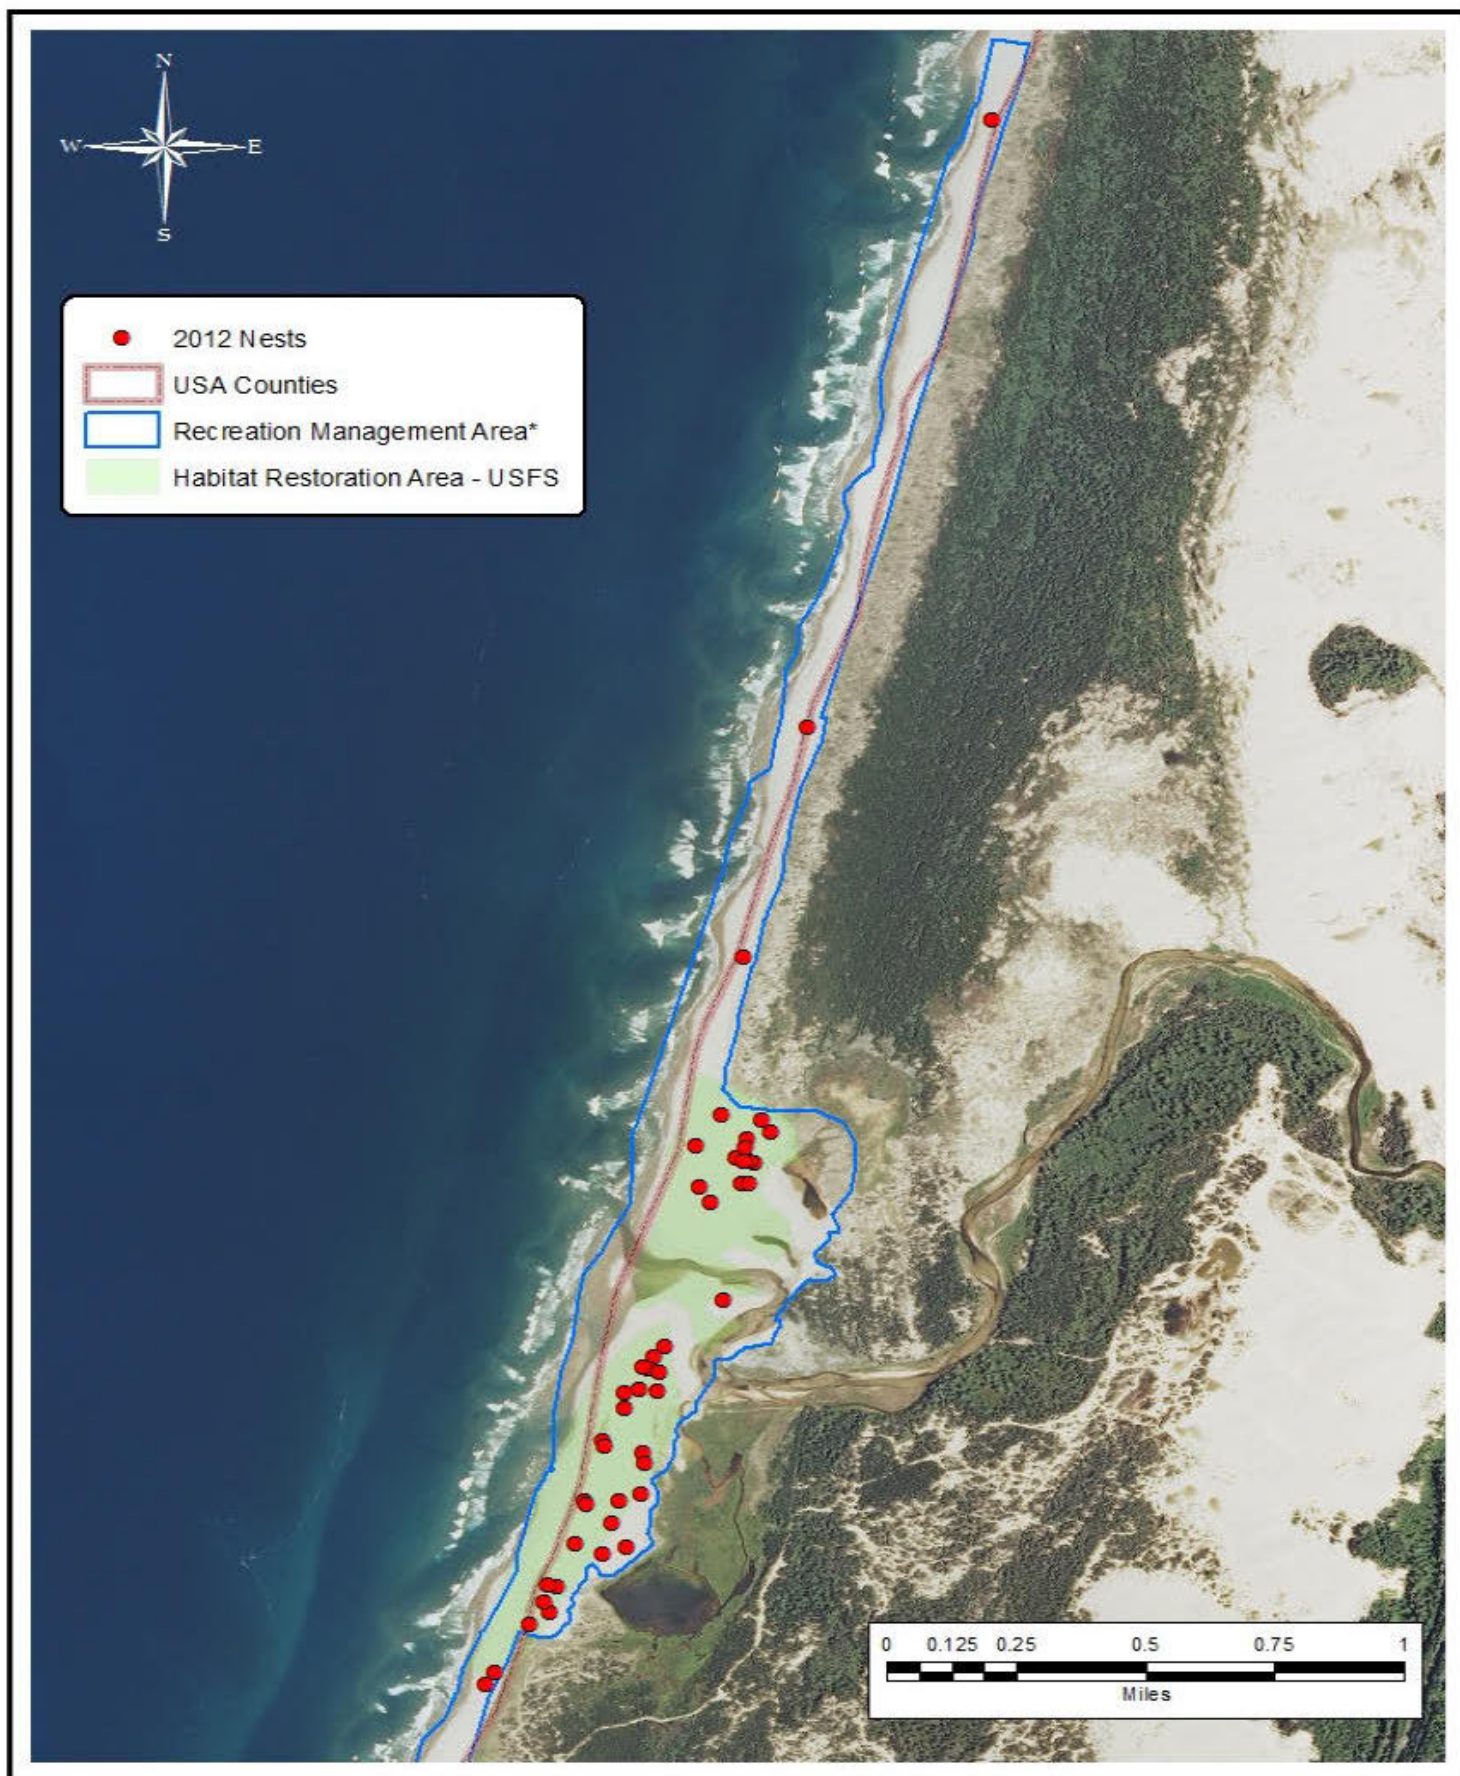 N
W E
S
2012 Nests
USA Counties
Recreation Management Area*
Habitat Restoration Area - USFS
0 0.125 0.25 0.5 0.75 1
Miles